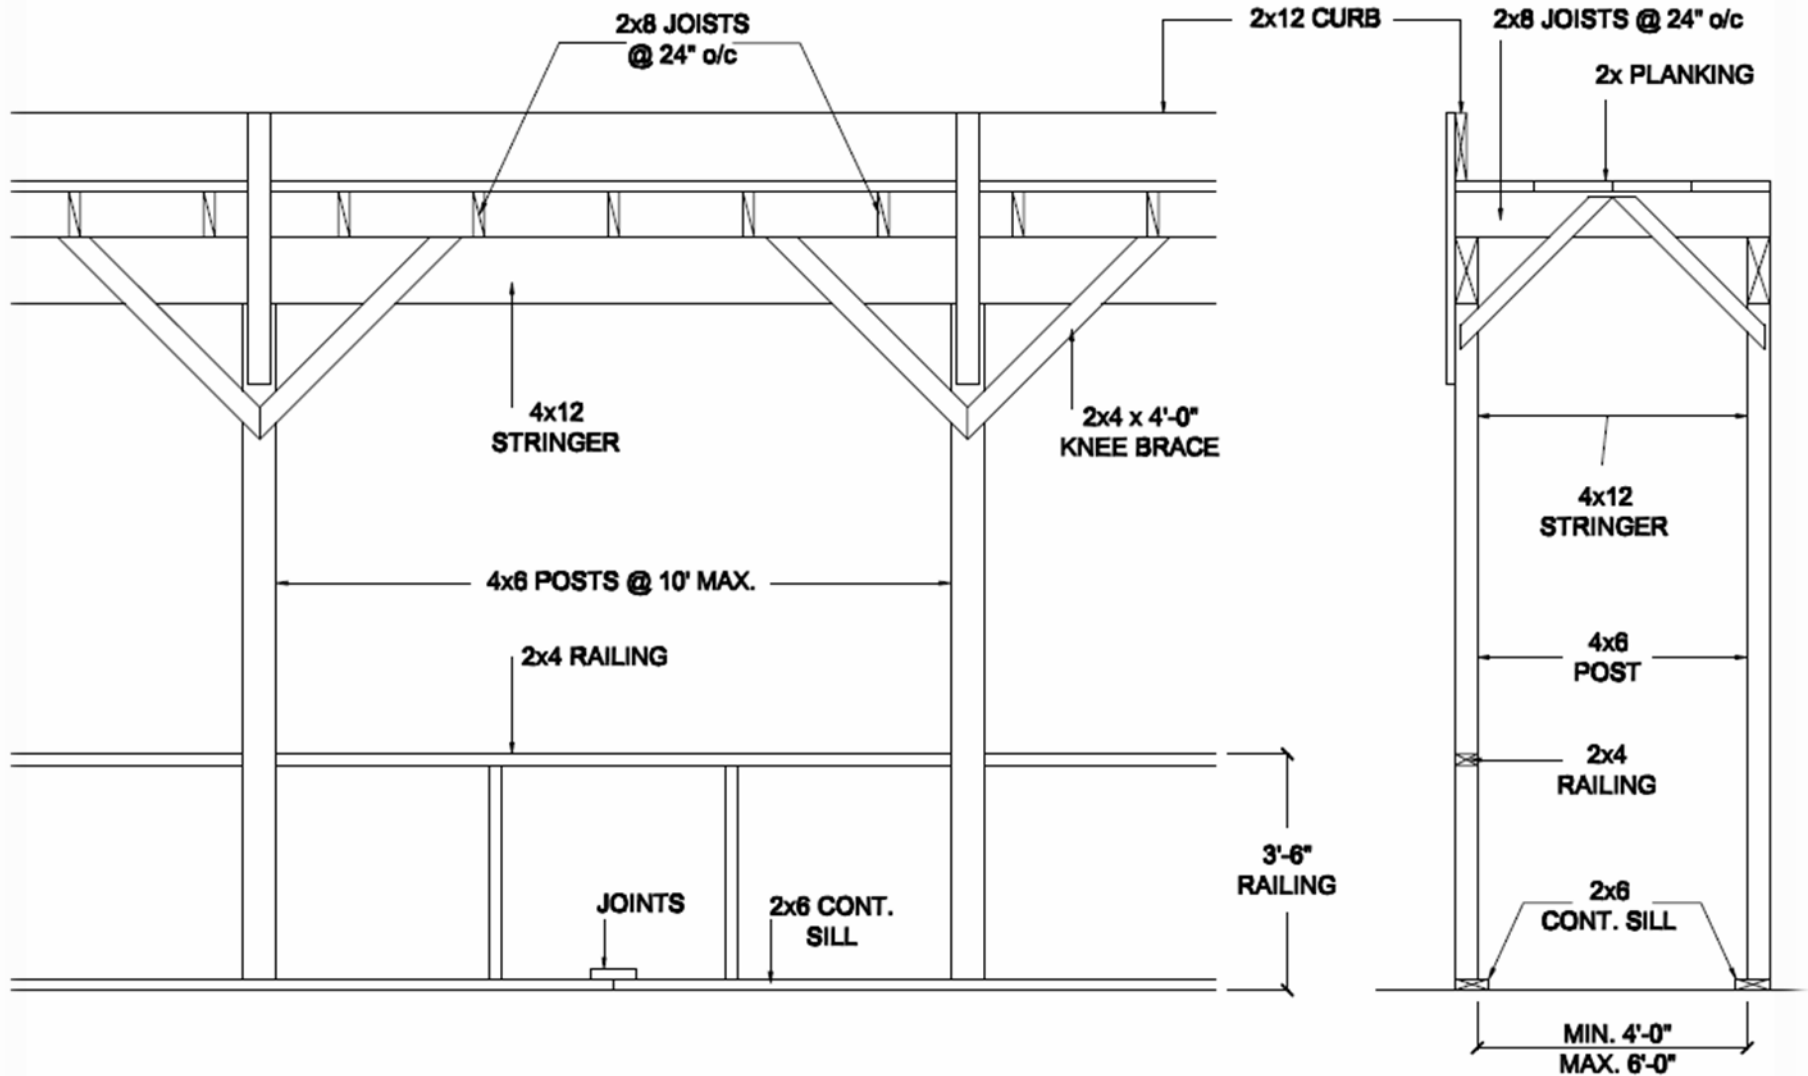 2x8 JOISTS
@ 24" o/c
2x12 CURB
2x8 JOISTS @ 24" o/c
2x PLANKING
4x12
STRINGER
2x4 x 4'-0"
KNEE BRACE
4x12
STRINGER
4x6 POSTS @ 10' MAX.
2x4 RAILING
4x6
POST
2x4
RAILING
3'-6"
RAILING
JOINTS
2x6 CONT.
SILL
2x6
CONT. SILL
MIN. 4'-0"
MAX. 6'-0"